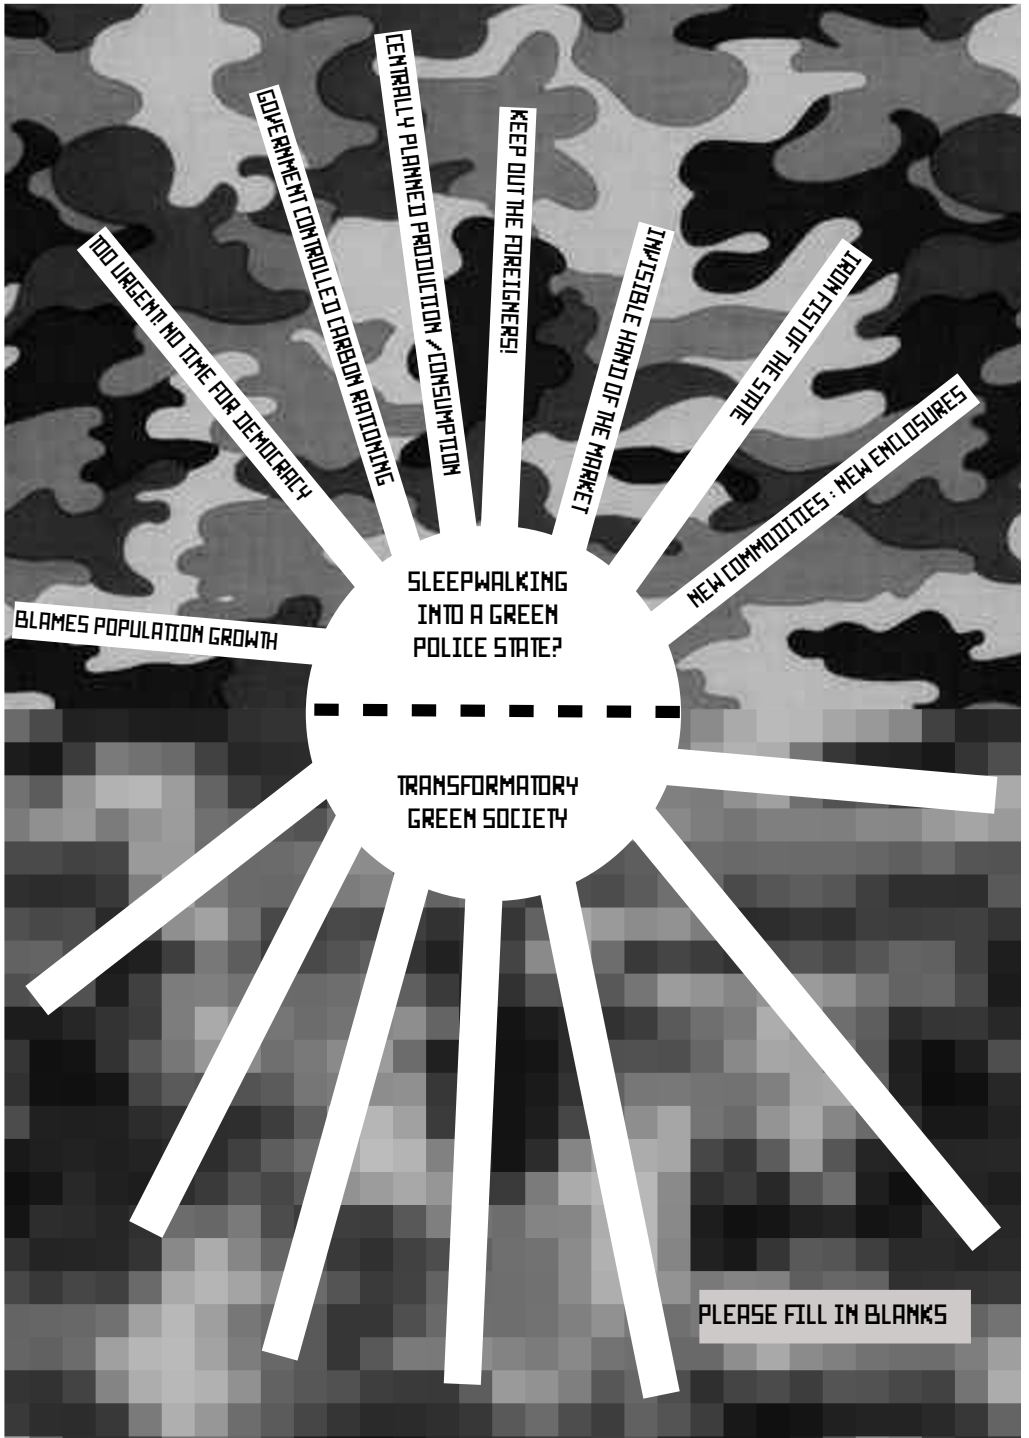 BLAMES POPULATION GROWTH
TOO URGENT! NO TIME FOR DEMOCRACY
GOVERNMENT CONTROLLED CARBON RATIONING
CENTRALLY PLANNED PRODUCTION / CONSUMPTION
KEEP OUT THE FOREIGNERS!
INVISIBLE HAND OF THE MARKET
IRON FIST OF THE STATE
NEW COMMODITIES : NEW ENCLOSURES
SLEEPWALKING
INTO A GREEN
POLICE STATE?
TRANSFORMATORY
GREEN SOCIETY
PLEASE FILL IN BLANKS